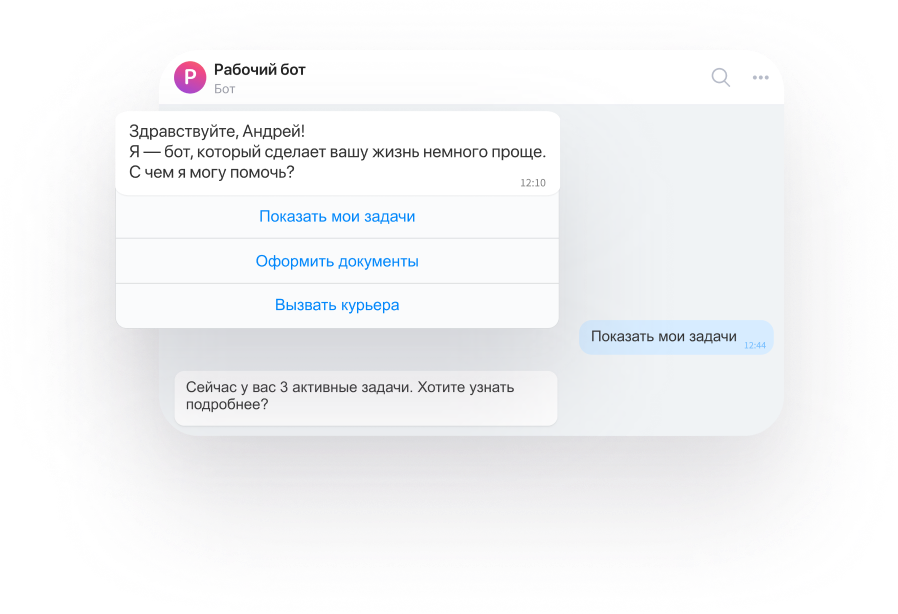 P
Рабочий бот
Бот
Здравствуйте, Андрей!
Я — бот, который сделает вашу жизнь немного проще.
С чем я могу помочь?
12:10
Показать мои задачи
Оформить документы
Вызвать курьера
Показать мои задачи
12:44
Сейчас у вас 3 активные задачи. Хотите узнать
подробнее?